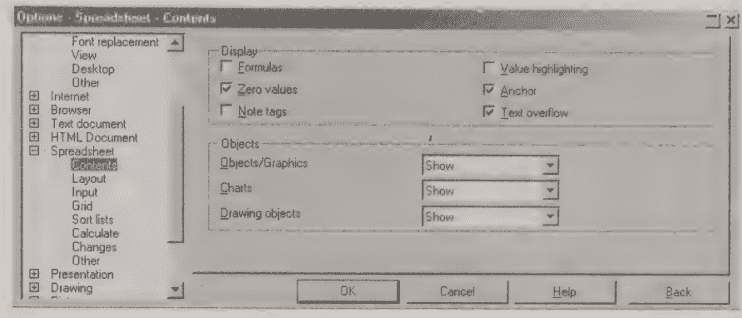 Options - Spreadsheet - Contents
Font replacement
View
Desktop
Other
Internet
Browser
Text document
HTML Document
Spreadsheet
Contents
Layout
Input
Grid
Sort lists
Calculate
Changes
Other
Presentation
Drawing
Display
Formulas
Zero values
Note tags
Value highlighting
Anchor
Text overflow
Objects
Objects/Graphics Show
Charts Show
Drawing objects Show
OK Cancel Help Back